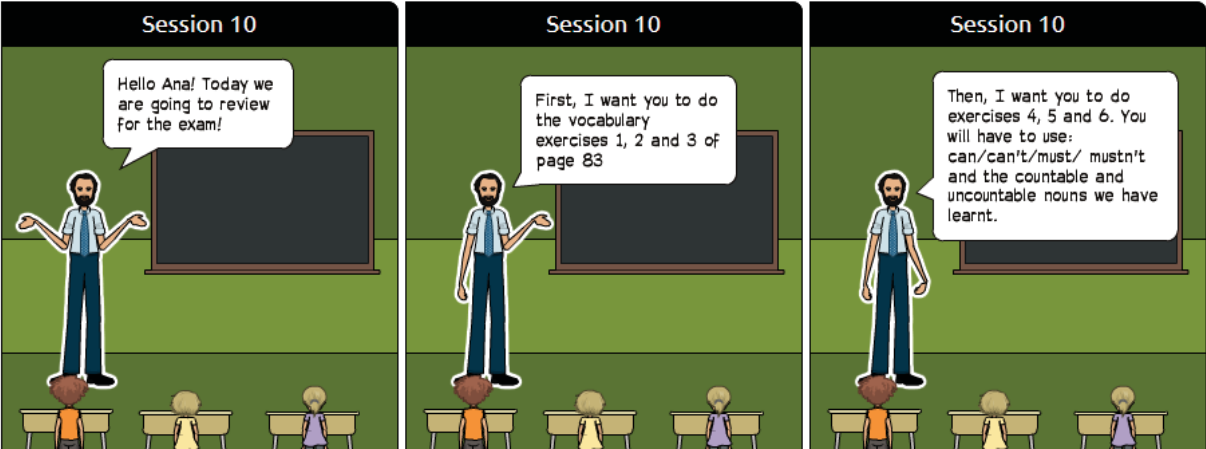 Session 10
Hello Ana! Today we
are going to review
for the exam!
Session 10
First, I want you to do
the vocabulary
exercises 1, 2 and 3 of
page 83
Session 10
Then, I want you to do
exercises 4, 5 and 6. You
will have to use:
can/can't/must/ mustn't
and the countable and
uncountable nouns we have
learnt.